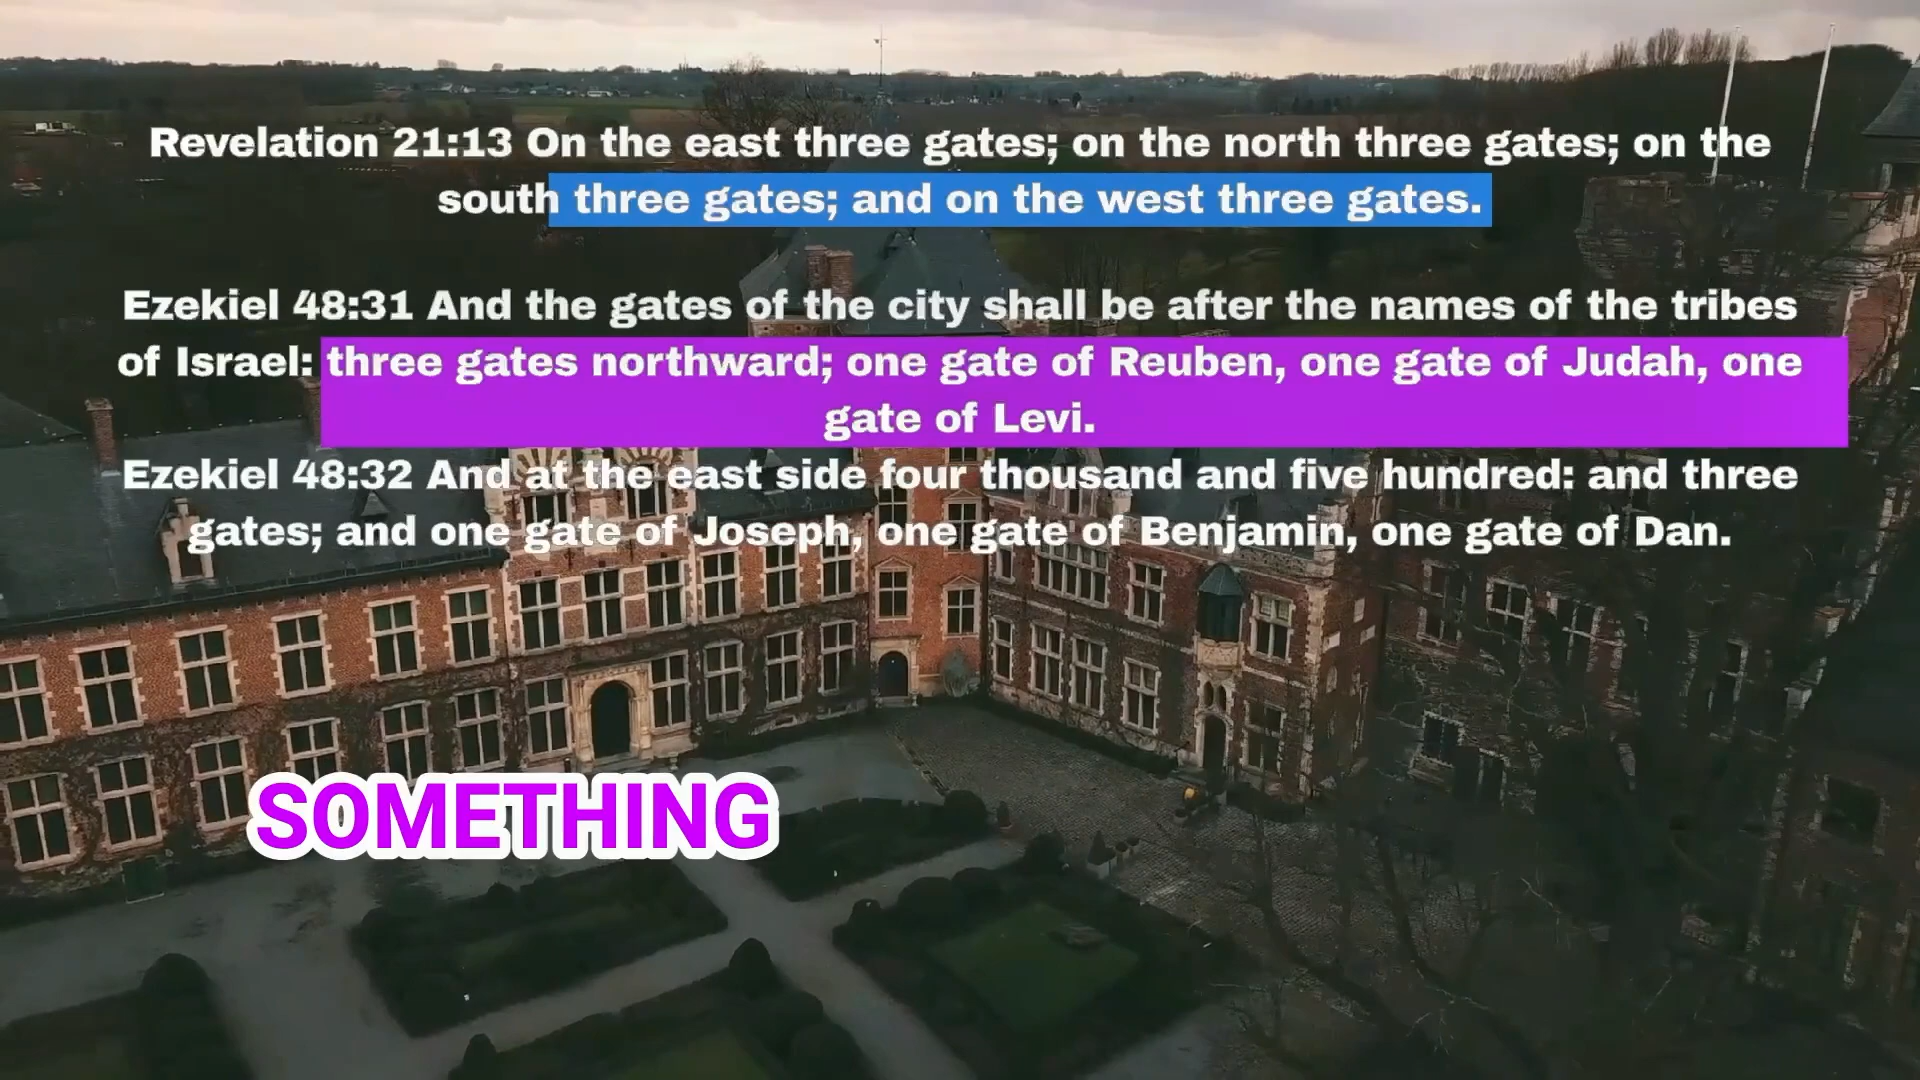 Revelation 21:13 On the east three gates; on the north three gates; on the
south three gates; and on the west three gates.
Ezekiel 48:31 And the gates of the city shall be after the names of the tribes
of Israel: three gates northward; one gate of Reuben, one gate of Judah, one
gate of Levi.
Ezekiel 48:32 And at the east side four thousand and five hundred: and three
gates; and one gate of Joseph, one gate of Benjamin, one gate of Dan.
SOMETHING